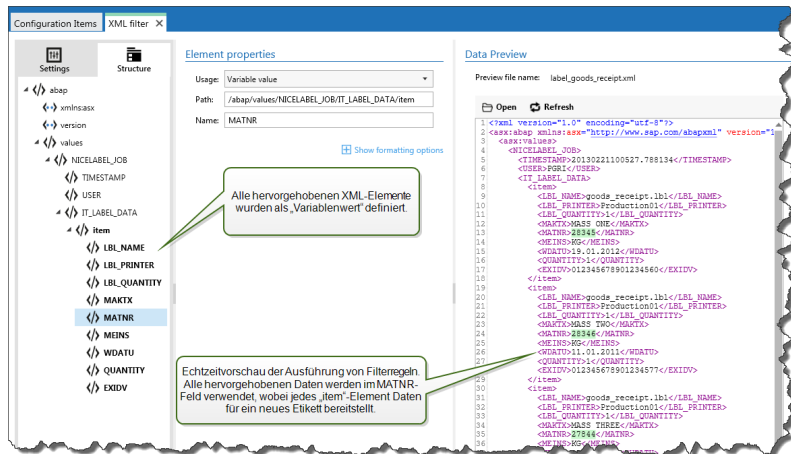 Configuration Items
XML filter ×
Settings
Structure
abap
xmlns:asx
version
values
NICELABEL_JOB
TIMESTAMP
USER
IT_LABEL_DATA
item
LBL_NAME
LBL_PRINTER
LBL_QUANTITY
MAKTX
MATNR
MEINS
WDATU
QUANTITY
EXIDV
Element properties
Usage: Variable value
Path: /abap/values/NICELABEL_JOB/IT_LABEL_DATA/item
Name: MATNR
Show formatting options
Alle hervorgehobenen XML-Elemente
wurden als „Variablenwert" definiert.
Echtzeitvorschau der Ausführung von Filterregeln.
Alle hervorgehobenen Daten werden im MATNR-
Feld verwendet, wobei jedes „item"-Element Daten
für ein neues Etikett bereitstellt.
Data Preview
Preview file name: label_goods_receipt.xml
Open Refresh
1 <?xml version="1.0" encoding="utf-8"?>
2 <asx:abap xmlns:asx="http://www.sap.com/abapxml" version="1
3 <asx:values>
4 <NICELABEL_JOB>
5 <TIMESTAMP>20130221100527.788134</TIMESTAMP>
6 <USER>PGRI</USER>
7 <IT_LABEL_DATA>
8 <item>
9 <LBL_NAME>goods_receipt.lbl</LBL_NAME>
10 <LBL_PRINTER>Production01</LBL_PRINTER>
11 <LBL_QUANTITY>1</LBL_QUANTITY>
12 <MAKTX>MASS ONE</MAKTX>
13 <MATNR>28345</MATNR>
14 <MEINS>KG</MEINS>
15 <WDATU>19.01.2012</WDATU>
16 <QUANTITY>1</QUANTITY>
17 <EXIDV>012345678901234560</EXIDV>
18 </item>
19 <item>
20 <LBL_NAME>goods_receipt.lbl</LBL_NAME>
21 <LBL_PRINTER>Production01</LBL_PRINTER>
22 <LBL_QUANTITY>1</LBL_QUANTITY>
23 <MAKTX>MASS TWO</MAKTX>
24 <MATNR>28346</MATNR>
25 <MEINS>KG</MEINS>
26 <WDATU>11.01.2011</WDATU>
27 <QUANTITY>1</QUANTITY>
28 <EXIDV>012345678901234577</EXIDV>
29 </item>
30 <item>
31 <LBL_NAME>goods_receipt.lbl</LBL_NAME>
32 <LBL_PRINTER>Production01</LBL_PRINTER>
33 <LBL_QUANTITY>1</LBL_QUANTITY>
34 <MAKTX>MASS THREE</MAKTX>
35 <MATNR>27844</MATNR>
36 <MEINS>KG</MEINS>